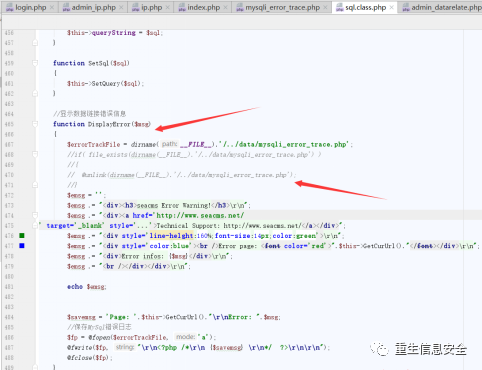 login.php × admin_ip.php × ip.php × index.php × mysqli_error_trace.php × sql.class.php × admin_datarelate.php
456 $this->queryString = $sql;
457 }
458
459 function SetSql($sql)
460 {
461 $this->SetQuery($sql);
462 }
463
464 //显示数据链接错误信息
465 function DisplayError($msg)
466 {
467 $errorTrackFile = dirname( path: __FILE__).'/../data/mysqli_error_trace.php';
468 //if( file_exists(dirname(__FILE__).'/../data/mysqli_error_trace.php') )
469 //{
470 // @unlink(dirname(__FILE__).'/../data/mysqli_error_trace.php');
471 //}
472 $emsg = '';
473 $emsg .= "<div><h3>seacms Error Warning!</h3>\r\n";
474 $emsg .= "<div><a href='http://www.seacms.net/
475 ' target='_blank' style='...'>Technical Support: http://www.seacms.net/</a></div>";
476 $emsg .= "<div style='line-height:160%;font-size:14px;color:green'>\r\n";
477 $emsg .= "<div style='color:blue'><br />Error page: <font color='red'>".$this->GetCurUrl()."</font></div>\r\n";
478 $emsg .= "<div>Error infos: {$msg}</div>\r\n";
479 $emsg .= "<br /></div></div>\r\n";
480
481 echo $emsg;
482
483
484 $savemsg = 'Page: '.$this->GetCurUrl()."\r\nError: ".$msg;
485 //保存MySql错误日志
486 $fp = @fopen($errorTrackFile, mode: 'a');
487 @fwrite($fp, string: "\r\n<?php /*\r\n {$savemsg} \r\n*/ ?>\r\n\r\n");
488 @fclose($fp);
489 }
重生信息安全